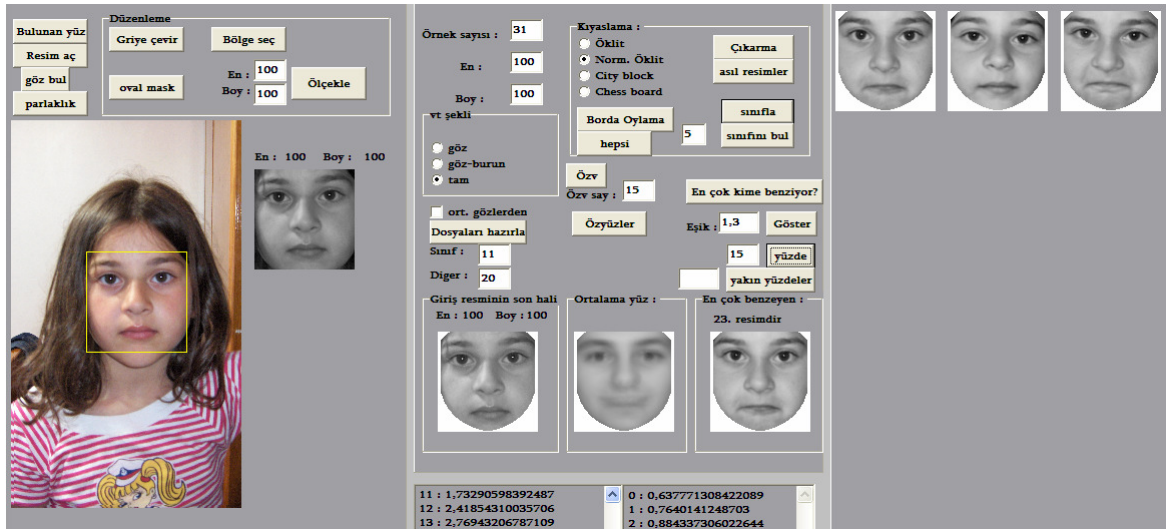 Bulunan yüz
Resim aç
göz bul
parlaklık
Düzenleme
Griye çevir
Bölge seç
oval mask
En : 100
Boy : 100
Ölçekle
En : 100 Boy : 100
Örnek sayısı : 31
En : 100
Boy : 100
vt şekli
göz
göz-burun
tam
ort. gözlerden
Dosyaları hazırla
Sınıf : 11
Diger : 20
Kıyaslama :
Öklit
Norm. Öklit
City block
Chess board
Çıkarma
asıl resimler
Borda Oylama
hepsi
5
sınıfla
sınıfını bul
Özv
Özv say : 15
Özyüzler
En çok kime benziyor?
Eşik : 1,3
Göster
15
yüzde
yakın yüzdeler
Giriş resminin son hali
En : 100 Boy : 100
Ortalama yüz :
En çok benzeyen :
23. resimdir
11 : 1,73290598392487
12 : 2,41854310035706
13 : 2,76943206787109
0 : 0,637771308422089
1 : 0,7640141248703
2 : 0,884337306022644